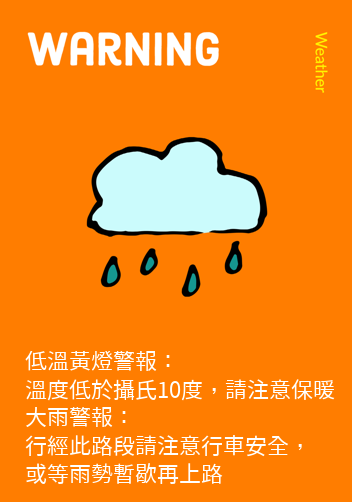 WARNING
Weather
低溫黃燈警報：
溫度低於攝氏10度，請注意保暖
大雨警報：
行經此路段請注意行車安全，
或等雨勢暫歇再上路